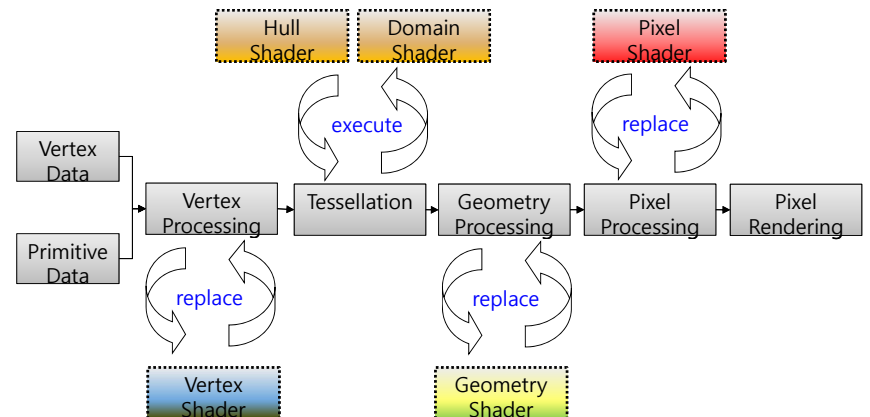 Hull
Shader
Domain
Shader
Pixel
Shader
execute
replace
Vertex
Data
Primitive
Data
Vertex
Processing
Tessellation
Geometry
Processing
Pixel
Processing
Pixel
Rendering
replace
replace
Vertex
Shader
Geometry
Shader